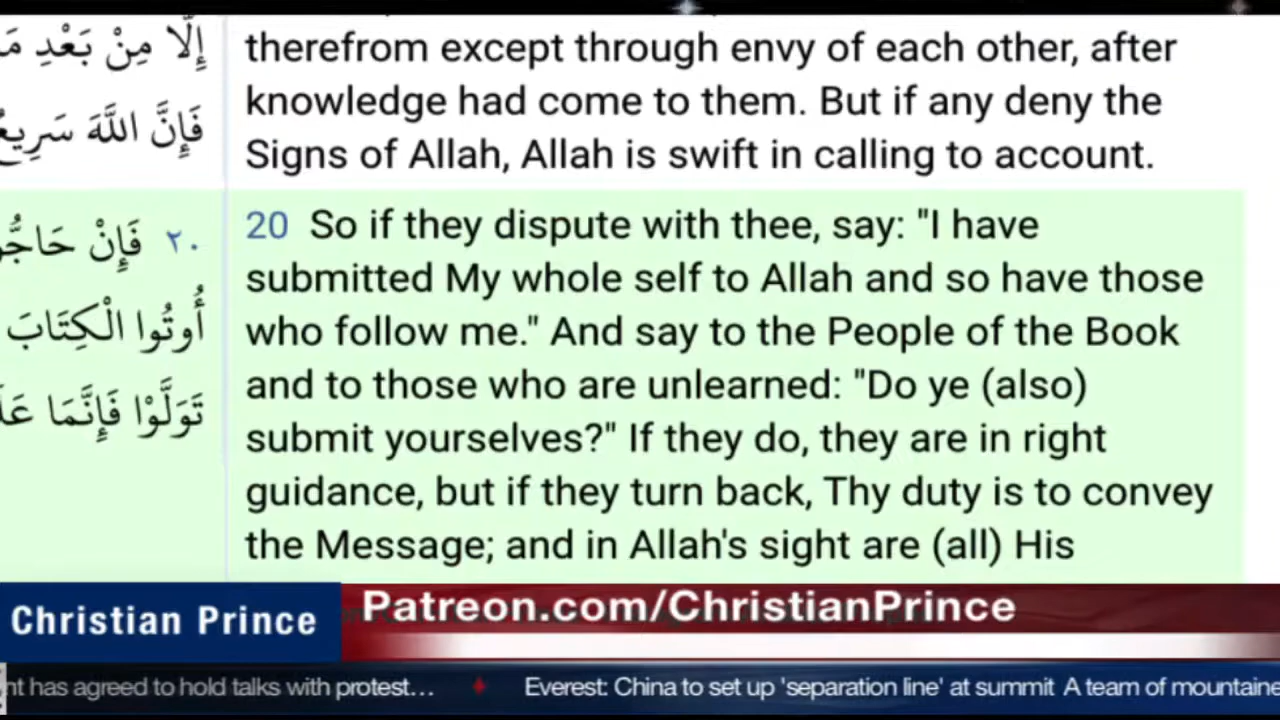 therefrom except through envy of each other, after
knowledge had come to them. But if any deny the
Signs of Allah, Allah is swift in calling to account.
إِلَّا مِنْ بَعْدِ
فَإِنَّ اللَّهَ
20 So if they dispute with thee, say: "I have
submitted My whole self to Allah and so have those
who follow me." And say to the People of the Book
and to those who are unlearned: "Do ye (also)
submit yourselves?" If they do, they are in right
guidance, but if they turn back, Thy duty is to convey
the Message; and in Allah's sight are (all) His
٢٠ فَإِنْ
أُوتُوا الْكِتَابَ
تَوَلَّوْا فَإِنَّمَا
Christian Prince
Patreon.com/ChristianPrince
has agreed to hold talks with protest... Everest: China to set up 'separation line' at summit A team of